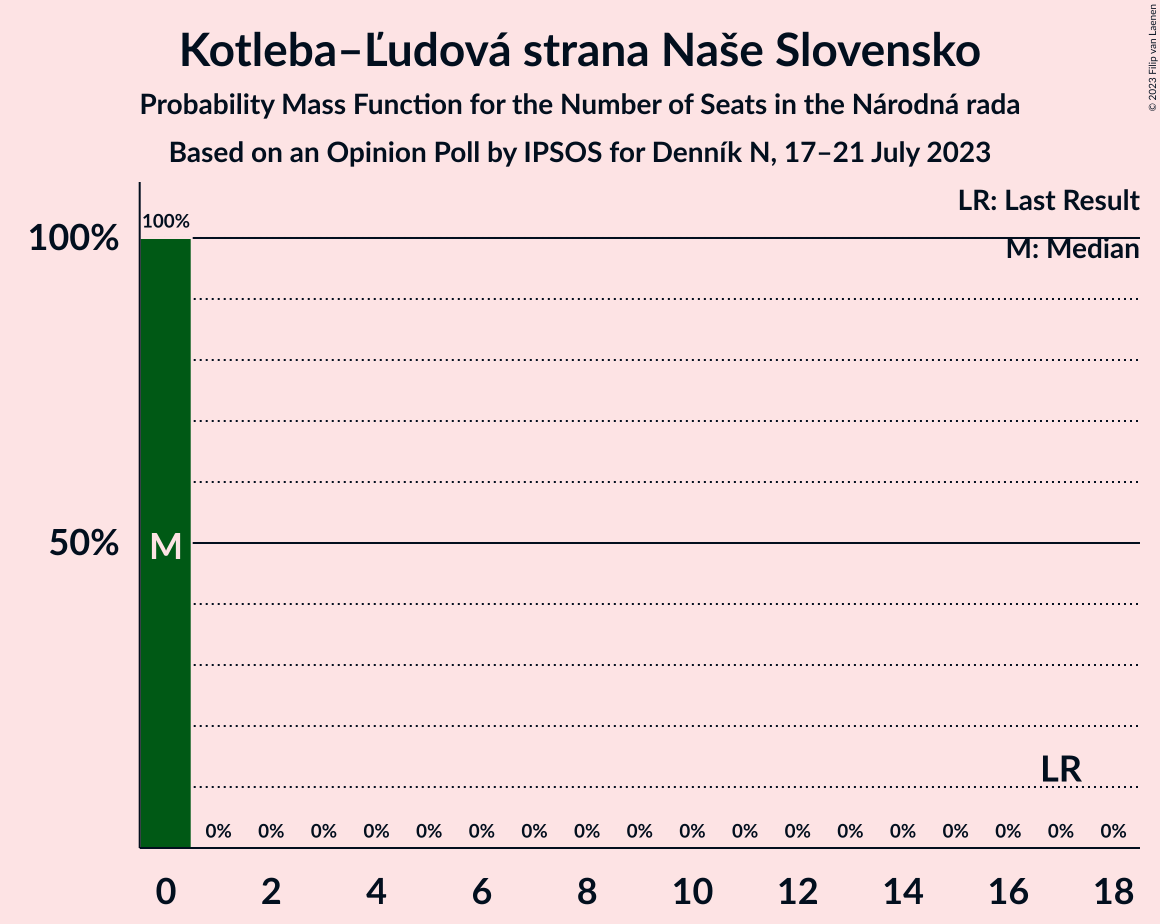 Kotleba–Ľudová strana Naše Slovensko
Probability Mass Function for the Number of Seats in the Národná rada
Based on an Opinion Poll by IPSOS for Denník N, 17–21 July 2023
© 2023 Filip van Laenen
LR: Last Result
M: Median
100%
100%
50%
M
LR
0% 0% 0% 0% 0% 0% 0% 0% 0% 0% 0% 0% 0% 0% 0% 0% 0% 0%
0 2 4 6 8 10 12 14 16 18